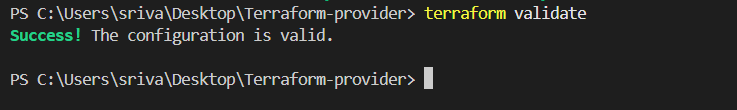 PS C:\Users\sriva\Desktop\Terraform-provider> terraform validate
Success! The configuration is valid.
PS C:\Users\sriva\Desktop\Terraform-provider>